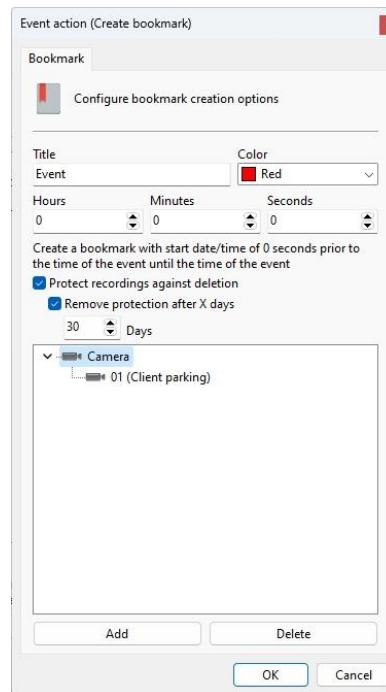 Event action (Create bookmark)
Bookmark
Configure bookmark creation options
Title Color
Event Red
Hours Minutes Seconds
0 0 0
Create a bookmark with start date/time of 0 seconds prior to
the time of the event until the time of the event
Protect recordings against deletion
Remove protection after X days
30 Days
Camera
01 (Client parking)
Add Delete
OK Cancel